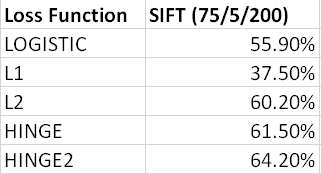 Loss Function SIFT (75/5/200)
LOGISTIC 55.90%
L1 37.50%
L2 60.20%
HINGE 61.50%
HINGE2 64.20%